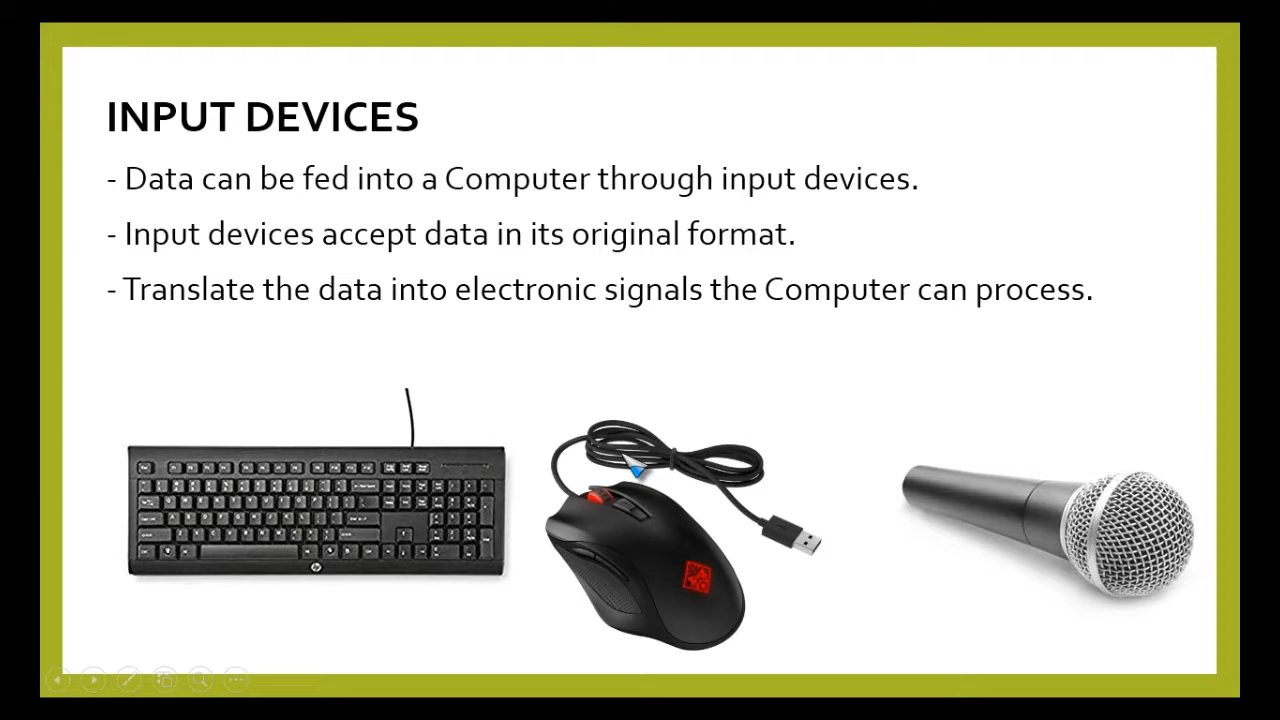 INPUT DEVICES
- Data can be fed into a Computer through input devices.
- Input devices accept data in its original format.
- Translate the data into electronic signals the Computer can process.
hp